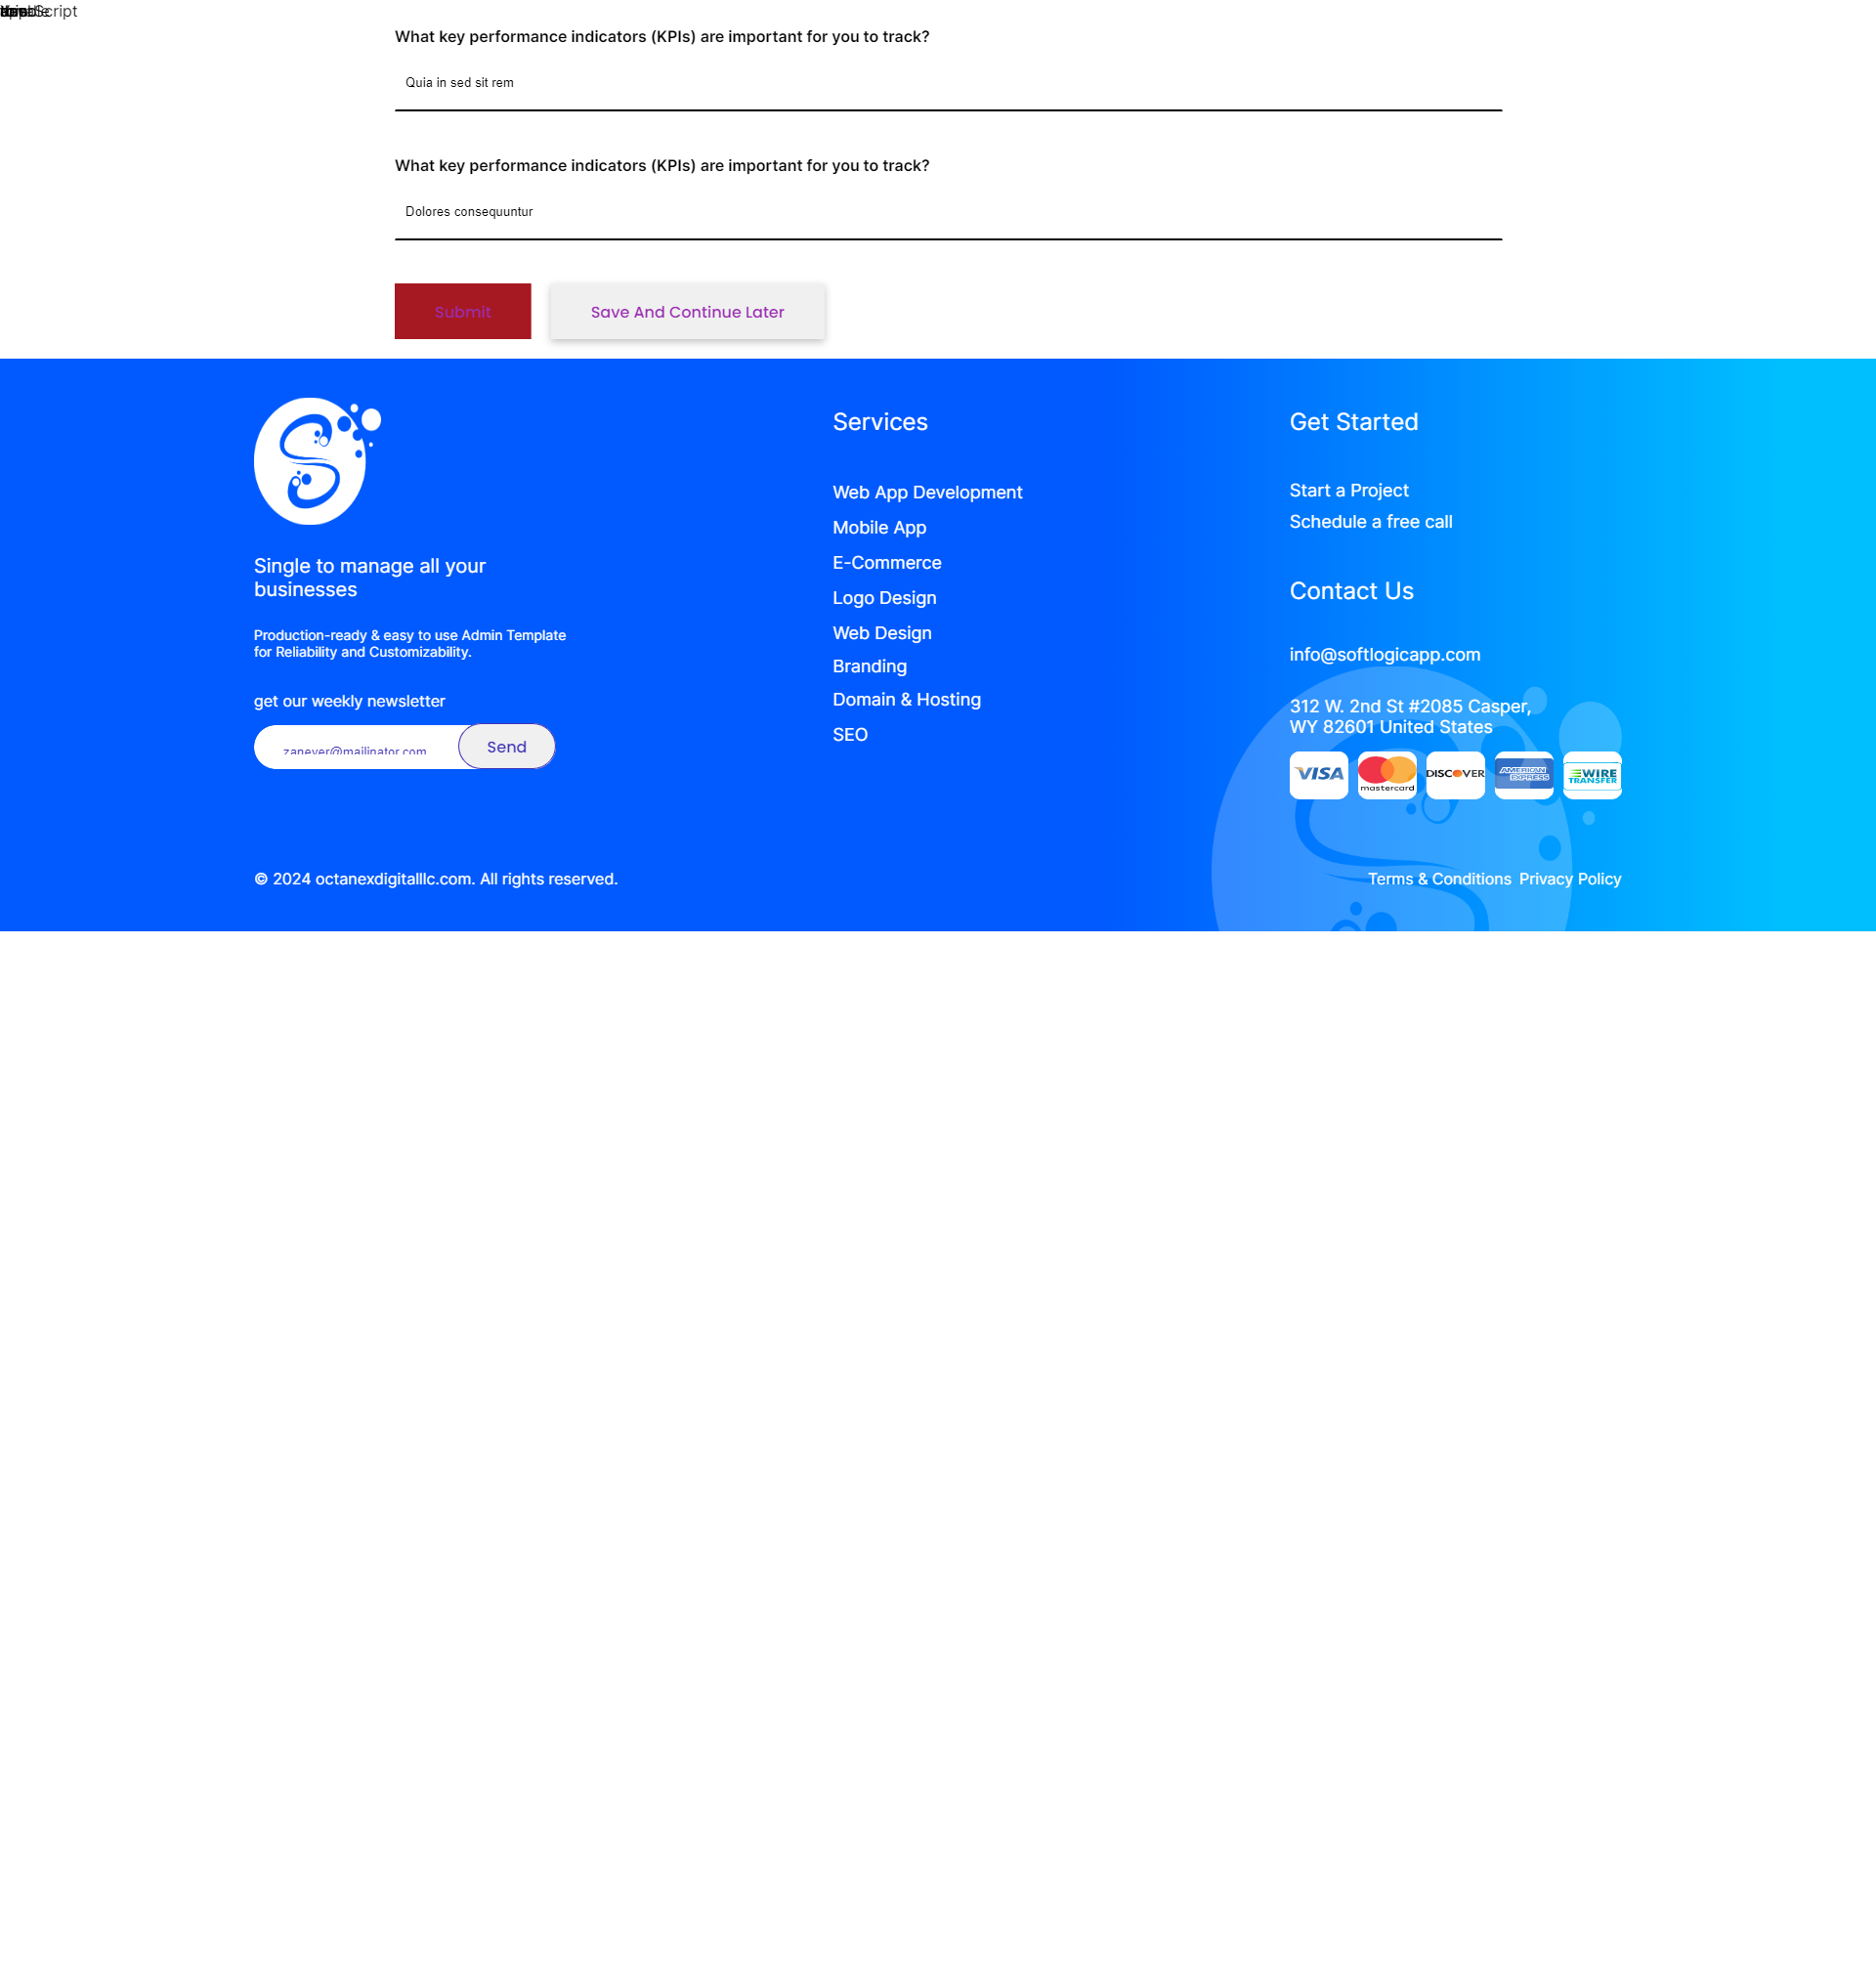 What key performance indicators (KPIs) are important for you to track?
Quia in sed sit rem
What key performance indicators (KPIs) are important for you to track?
Dolores consequuntur
Submit
Save And Continue Later
Single to manage all your
businesses
Production-ready & easy to use Admin Template
for Reliability and Customizability.
get our weekly newsletter
zanever@mailinator.com
Send
Services
Web App Development
Mobile App
E-Commerce
Logo Design
Web Design
Branding
Domain & Hosting
SEO
Get Started
Start a Project
Schedule a free call
Contact Us
info@softlogicapp.com
312 W. 2nd St #2085 Casper,
WY 82601 United States
VISA
mastercard
DISCOVER
AMERICAN
EXPRESS
WIRE
TRANSFER
© 2024 octanexdigitalllc.com. All rights reserved.
Terms & Conditions
Privacy Policy